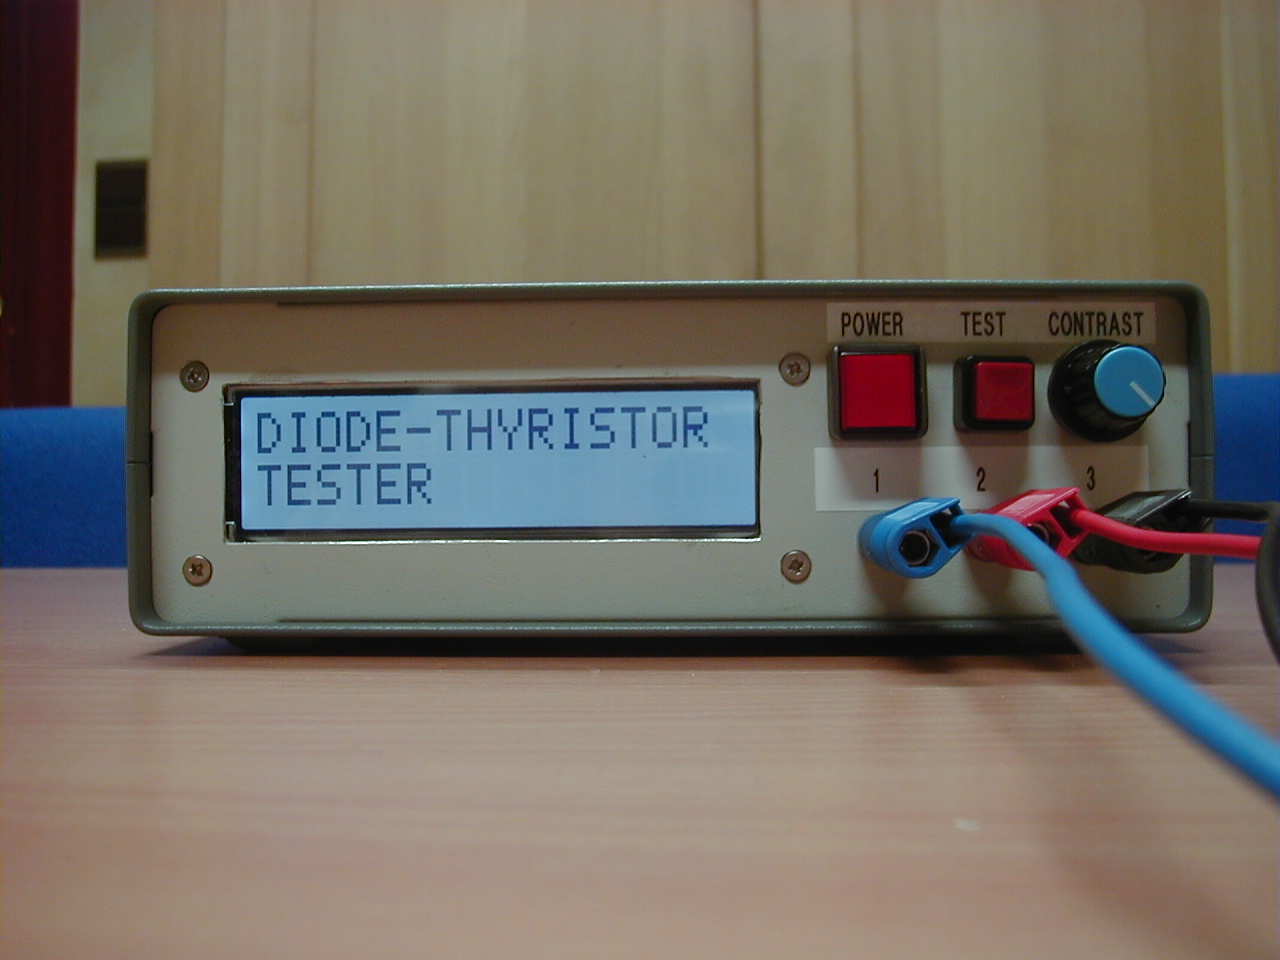 POWER TEST CONTRAST
DIODE-THYRISTOR
TESTER
1 2 3